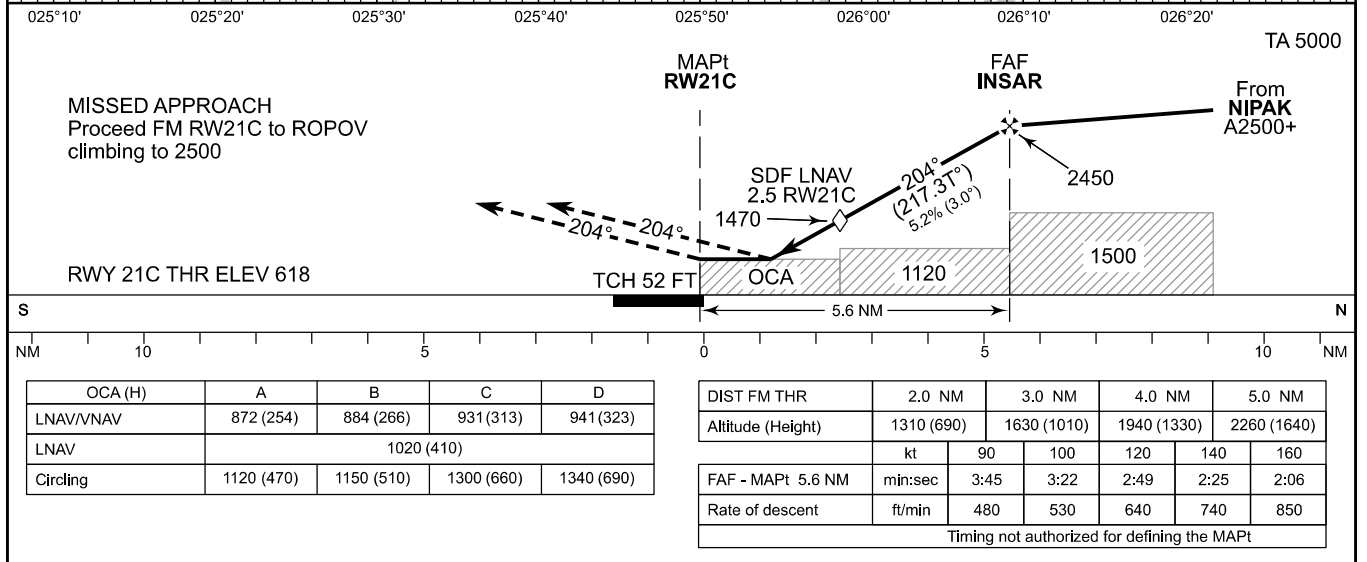 025°10' 025°20' 025°30' 025°40' 025°50' 026°00' 026°10' 026°20'
TA 5000
MAPt
RW21C
FAF
INSAR
From
NIPAK
A2500+
MISSED APPROACH
Proceed FM RW21C to ROPOV
climbing to 2500
SDF LNAV
2.5 RW21C
1470
204°
(217.3T°)
5.2% (3.0°)
2450
204° 204°
RWY 21C THR ELEV 618
TCH 52 FT
OCA
1120
1500
S
5.6 NM
N
NM 10 5 0 5 10 NM
OCA (H) A B C D
LNAV/VNAV 872 (254) 884 (266) 931 (313) 941 (323)
LNAV 1020 (410)
Circling 1120 (470) 1150 (510) 1300 (660) 1340 (690)
DIST FM THR 2.0 NM 3.0 NM 4.0 NM 5.0 NM
Altitude (Height) 1310 (690) 1630 (1010) 1940 (1330) 2260 (1640)
kt 90 100 120 140 160
FAF - MAPt 5.6 NM min:sec 3:45 3:22 2:49 2:25 2:06
Rate of descent ft/min 480 530 640 740 850
Timing not authorized for defining the MAPt